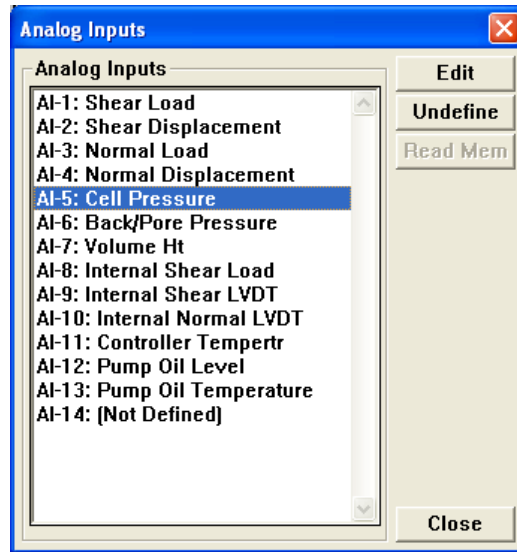 Analog Inputs
Analog Inputs
AI-1: Shear Load
AI-2: Shear Displacement
AI-3: Normal Load
AI-4: Normal Displacement
AI-5: Cell Pressure
AI-6: Back/Pore Pressure
AI-7: Volume Ht
AI-8: Internal Shear Load
AI-9: Internal Shear LVDT
AI-10: Internal Normal LVDT
AI-11: Controller Tempertr
AI-12: Pump Oil Level
AI-13: Pump Oil Temperature
AI-14: (Not Defined)
Edit
Undefine
Read Mem
Close